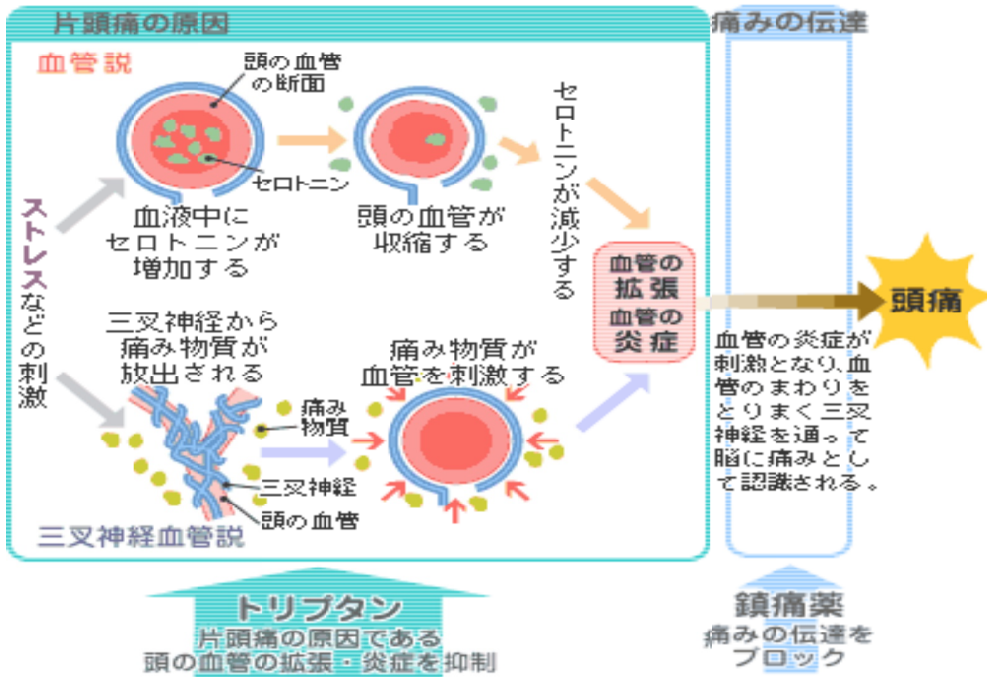 片頭痛の原因
痛みの伝達
血管説
頭の血管
の断面
セロトニン
血液中に
セロトニンが
増加する
頭の血管が
収縮する
セロトニンが減少する
ストレスなどの刺激
血管の
拡張
血管の
炎症
頭痛
三叉神経から
痛み物質が
放出される
痛み
物質
三叉神経
頭の血管
痛み物質が
血管を刺激する
三叉神経血管説
血管の炎症が
刺激となり、血
管のまわりを
とりまく三叉
神経を通って
脳に痛みとし
て認識される。
トリプタン
片頭痛の原因である
頭の血管の拡張・炎症を抑制
鎮痛薬
痛みの伝達を
ブロック